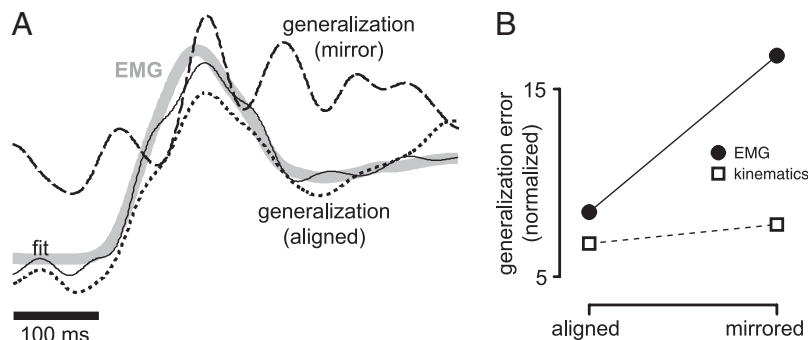 A
generalization
(mirror)
EMG
fit
generalization
(aligned)
100 ms
B
generalization error
(normalized)
15
5
EMG
kinematics
aligned
mirrored